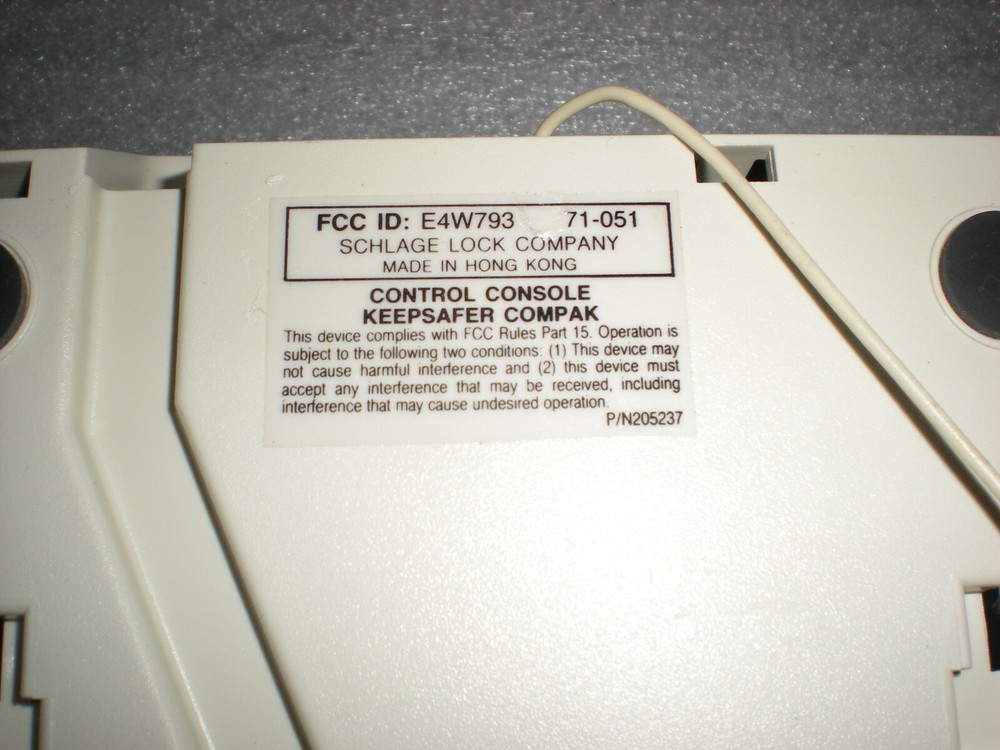 FCC ID: E4W793 71-051
SCHLAGE LOCK COMPANY
MADE IN HONG KONG
CONTROL CONSOLE
KEEPSAFER COMPAK
This device complies with FCC Rules Part 15. Operation is
subject to the following two conditions: (1) This device may
not cause harmful interference and (2) this device must
accept any interference that may be received, including
interference that may cause undesired operation.
P/N205237